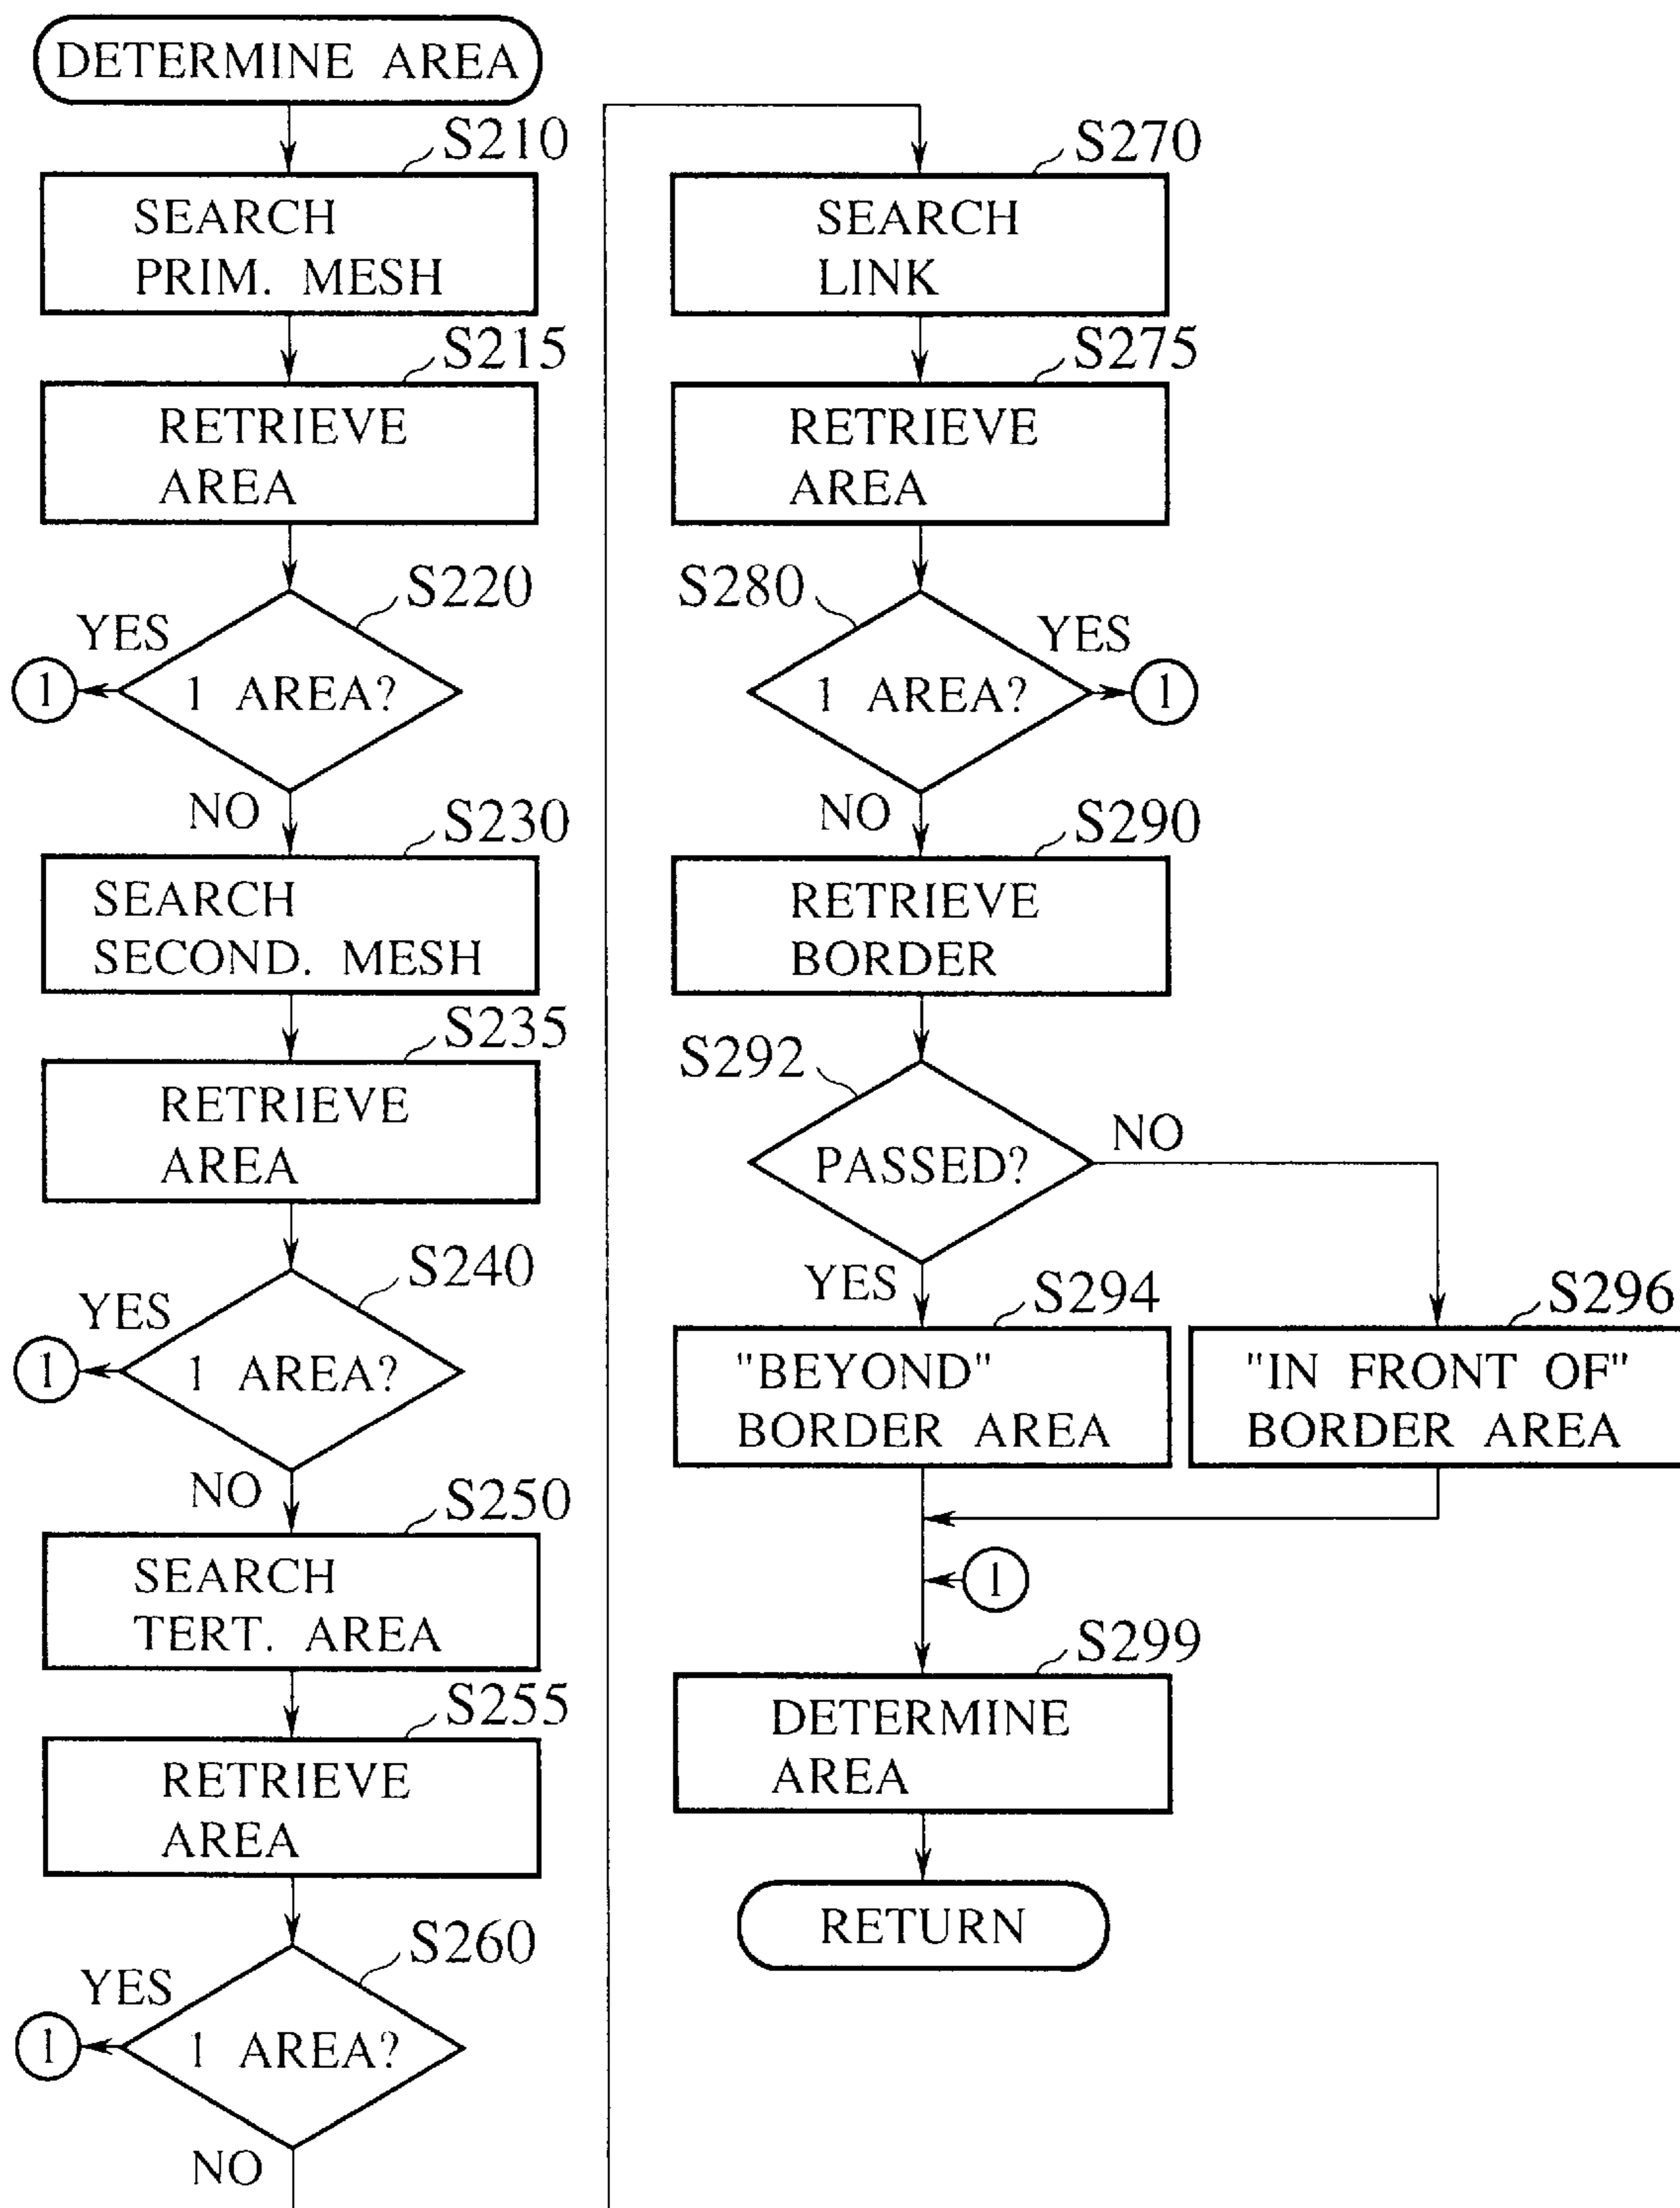 DETERMINE AREA
S210
SEARCH
PRIM. MESH
S215
RETRIEVE
AREA
S220
YES
1
1 AREA?
NO
S230
SEARCH
SECOND. MESH
S235
RETRIEVE
AREA
S240
YES
1
1 AREA?
NO
S250
SEARCH
TERT. AREA
S255
RETRIEVE
AREA
S260
YES
1
1 AREA?
NO
S270
SEARCH
LINK
S275
RETRIEVE
AREA
S280
YES
1 AREA?
1
NO
S290
RETRIEVE
BORDER
S292
NO
PASSED?
YES
S294
"BEYOND"
BORDER AREA
S296
"IN FRONT OF"
BORDER AREA
1
S299
DETERMINE
AREA
RETURN